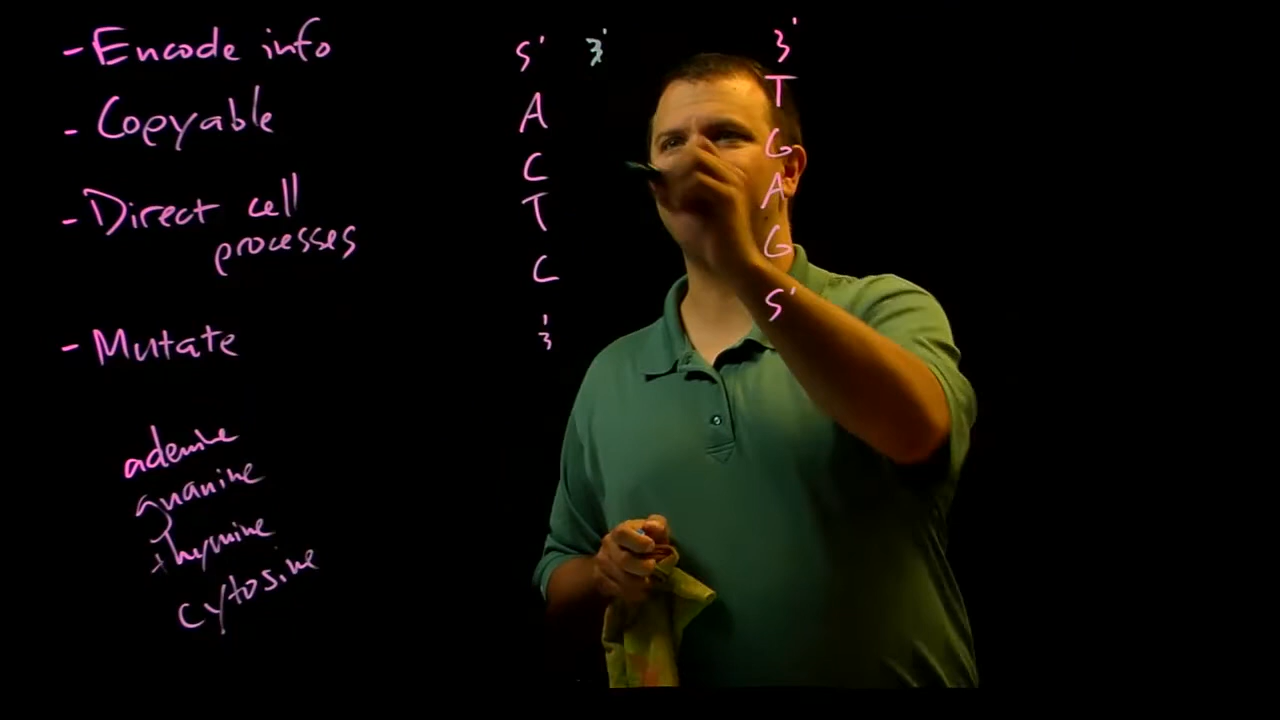 - Encode info
- Copyable
- Direct cell
processes
- Mutate
adenine
guanine
thymine
cytosine
5'
A
C
T
C
3'
3'
3'
T
G
A
G
5'